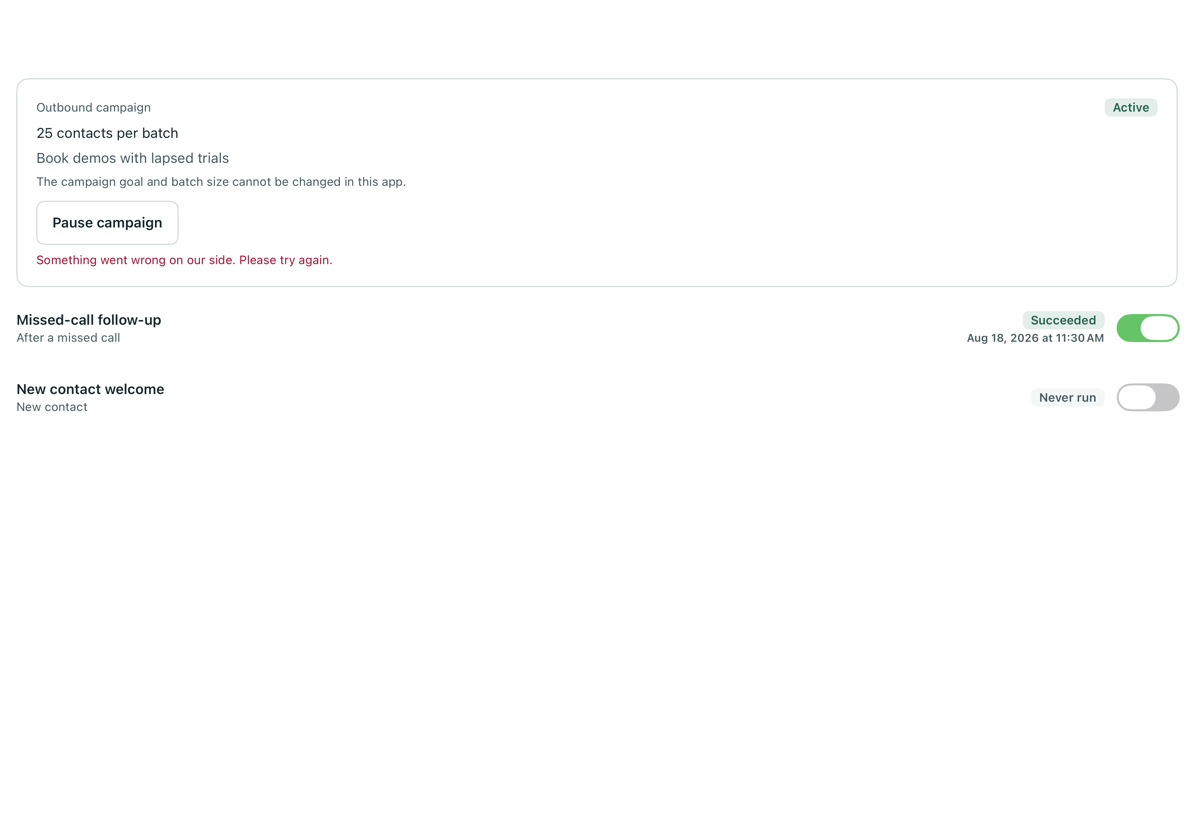 Outbound campaign
Active
25 contacts per batch
Book demos with lapsed trials
The campaign goal and batch size cannot be changed in this app.
Pause campaign
Something went wrong on our side. Please try again.
Missed-call follow-up
Succeeded
After a missed call
Aug 18, 2026 at 11:30 AM
New contact welcome
Never run
New contact